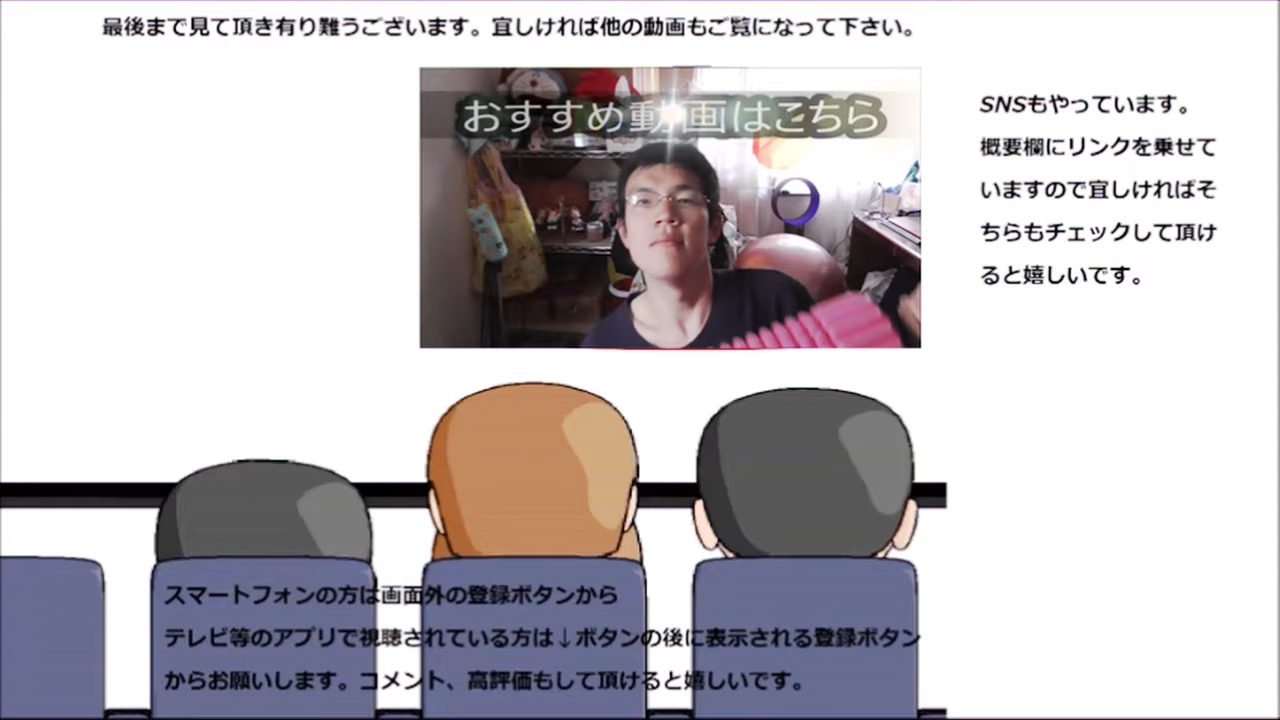 最後まで見て頂き有り難うございます。宜しければ他の動画もご覧になって下さい。
おすすめ動画はこちら
SNSもやっています。
概要欄にリンクを乗せて
いますので宜しければそ
ちらもチェックして頂け
ると嬉しいです。
スマートフォンの方は画面外の登録ボタンから
テレビ等のアプリで視聴されている方は↓ボタンの後に表示される登録ボタン
からお願いします。コメント、高評価もして頂けると嬉しいです。